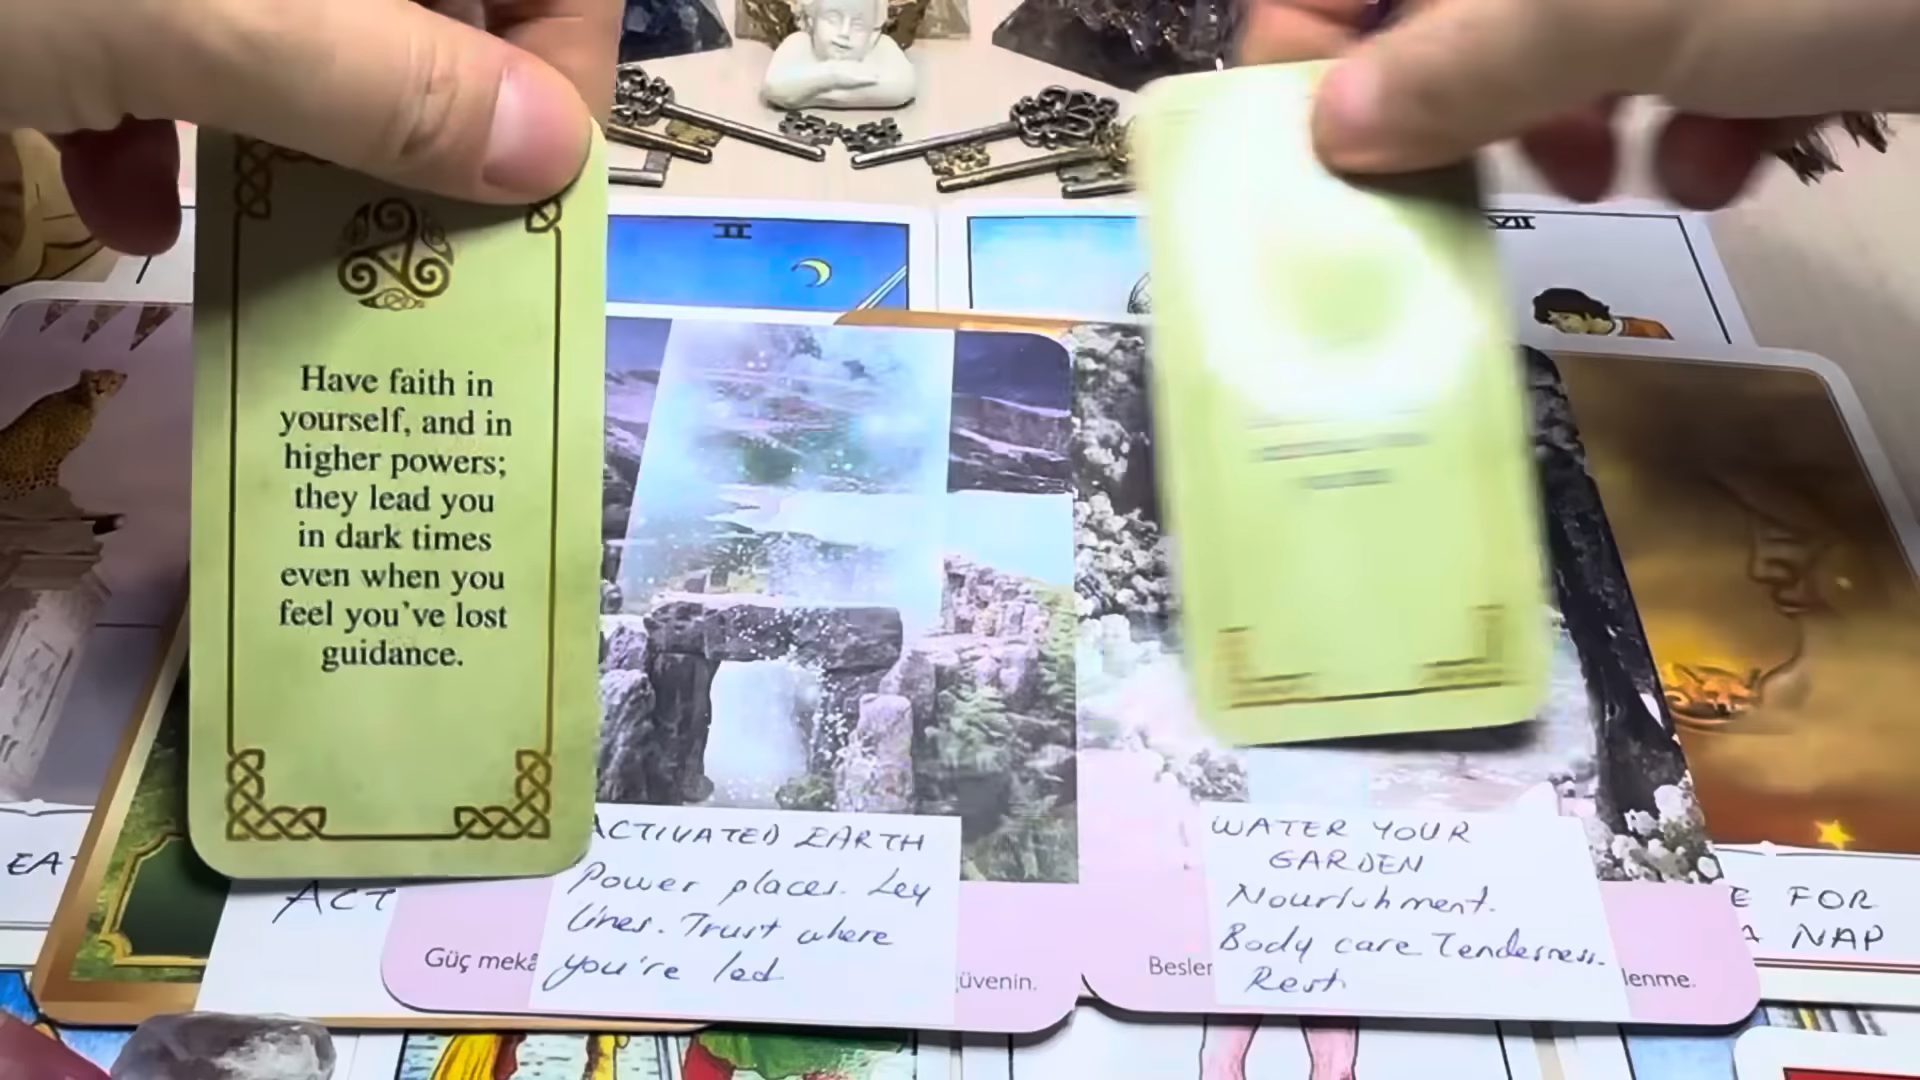 II
VII
Have faith in
yourself, and in
higher powers;
they lead you
in dark times
even when you
feel you've lost
guidance.
EA
ACT
ACTIVATED EARTH
Power places. Ley
lines. Trust where
you're led
Güç mekâ
üvenin.
WATER YOUR
GARDEN
Nourishment.
Body care Tenderness.
Rest
Besler
lenme.
E FOR
A NAP